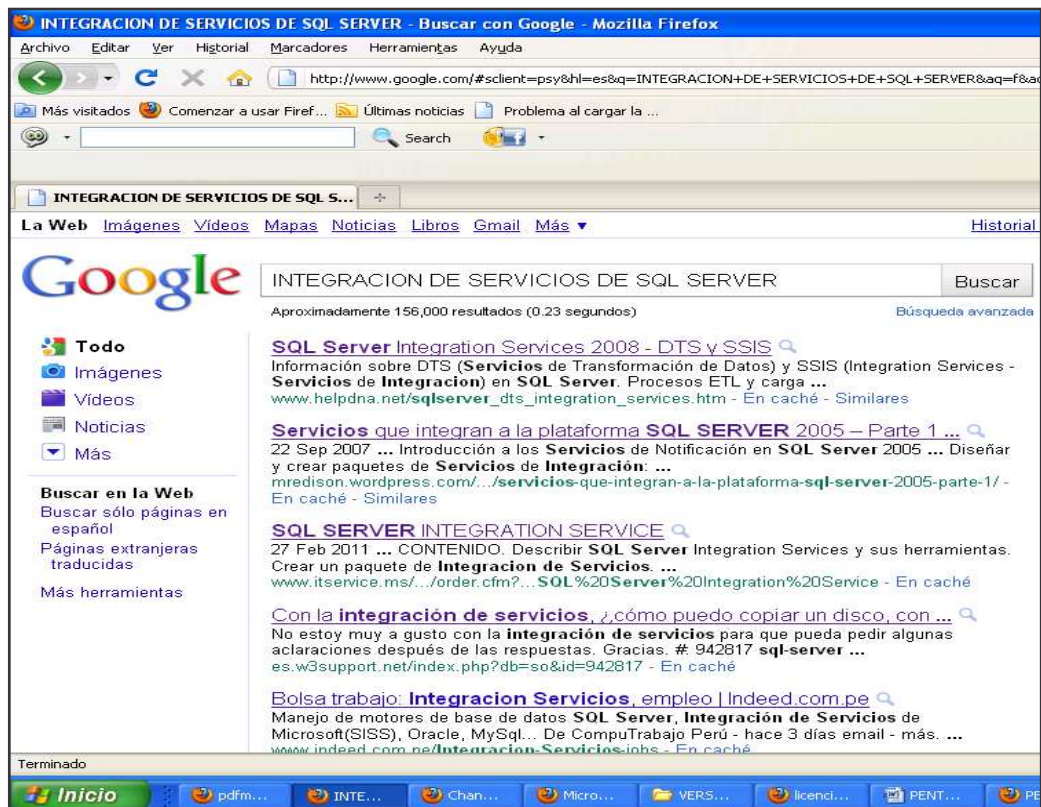 INTEGRACION DE SERVICIOS DE SQL SERVER - Buscar con Google - Mozilla Firefox
Archivo Editar Ver Historial Marcadores Herramientas Ayuda
http://www.google.com/#sclient=psy&hl=es&q=INTEGRACION+DE+SERVICIOS+DE+SQL+SERVER&aq=f&aq
Más visitados Comenzar a usar Firef... Últimas noticias Problema al cargar la ...
Search
INTEGRACION DE SERVICIOS DE SQL S...
La Web Imágenes Vídeos Mapas Noticias Libros Gmail Más ▼ Historial
Google INTEGRACION DE SERVICIOS DE SQL SERVER Buscar
Aproximadamente 156,000 resultados (0.23 segundos) Búsqueda avanzada
Todo
Imágenes
Vídeos
Noticias
Más
Buscar en la Web
Buscar sólo páginas en
español
Páginas extranjeras
traducidas
Más herramientas
SQL Server Integration Services 2008 - DTS y SSIS
Información sobre DTS (Servicios de Transformación de Datos) y SSIS (Integration Services -
Servicios de Integracion) en SQL Server. Procesos ETL y carga ...
www.helpdna.net/sqlserver_dts_integration_services.htm - En caché - Similares
Servicios que integran a la plataforma SQL SERVER 2005 – Parte 1 ...
22 Sep 2007 ... Introducción a los Servicios de Notificación en SQL Server 2005 ... Diseñar
y crear paquetes de Servicios de Integración: ...
mredison.wordpress.com/.../servicios-que-integran-a-la-plataforma-sql-server-2005-parte-1/ -
En caché - Similares
SQL SERVER INTEGRATION SERVICE
27 Feb 2011 ... CONTENIDO. Describir SQL Server Integration Services y sus herramientas.
Crear un paquete de Integracion de Servicios. ...
www.itservice.ms/.../order.cfm?...SQL%20Server%20Integration%20Service - En caché
Con la integración de servicios, ¿cómo puedo copiar un disco, con ...
No estoy muy a gusto con la integración de servicios para que pueda pedir algunas
aclaraciones después de las respuestas. Gracias. #: 942817 sql-server ...
es.w3support.net/index.php?db=so&id=942817 - En caché
Bolsa trabajo: Integracion Servicios, empleo | Indeed.com.pe
Manejo de motores de base de datos SQL Server, Integración de Servicios de
Microsoft(SISS), Oracle, MySql... De CompuTrabajo Perú - hace 3 días email - más. ...
www.indeed.com.pe/Integracion-Servicios-jobs - En caché
Terminado
Inicio pdfm... INTE... Chan... Micro... VERS... licenci... PENT... PE